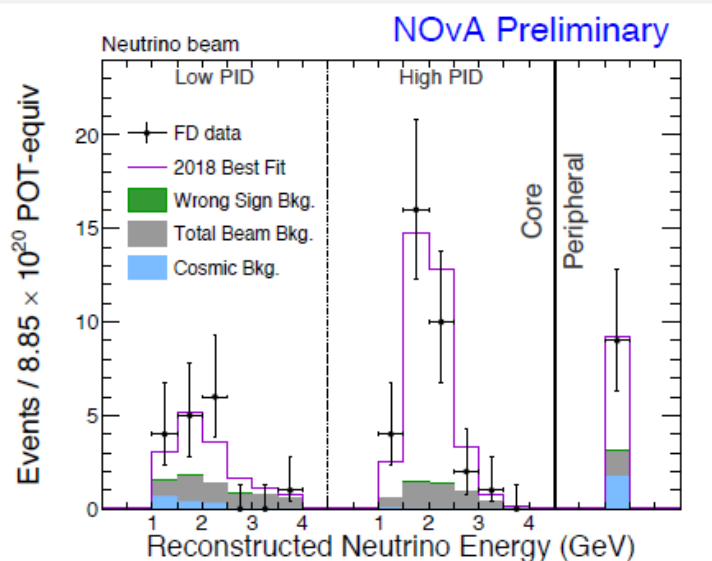 NOvA Preliminary
Neutrino beam
Low PID
High PID
FD data
2018 Best Fit
Wrong Sign Bkg.
Total Beam Bkg.
Cosmic Bkg.
Core
Peripheral
Events / 8.85 × 10²⁰ POT-equiv
20
15
10
5
0
1 2 3 4
1 2 3 4
Reconstructed Neutrino Energy (GeV)